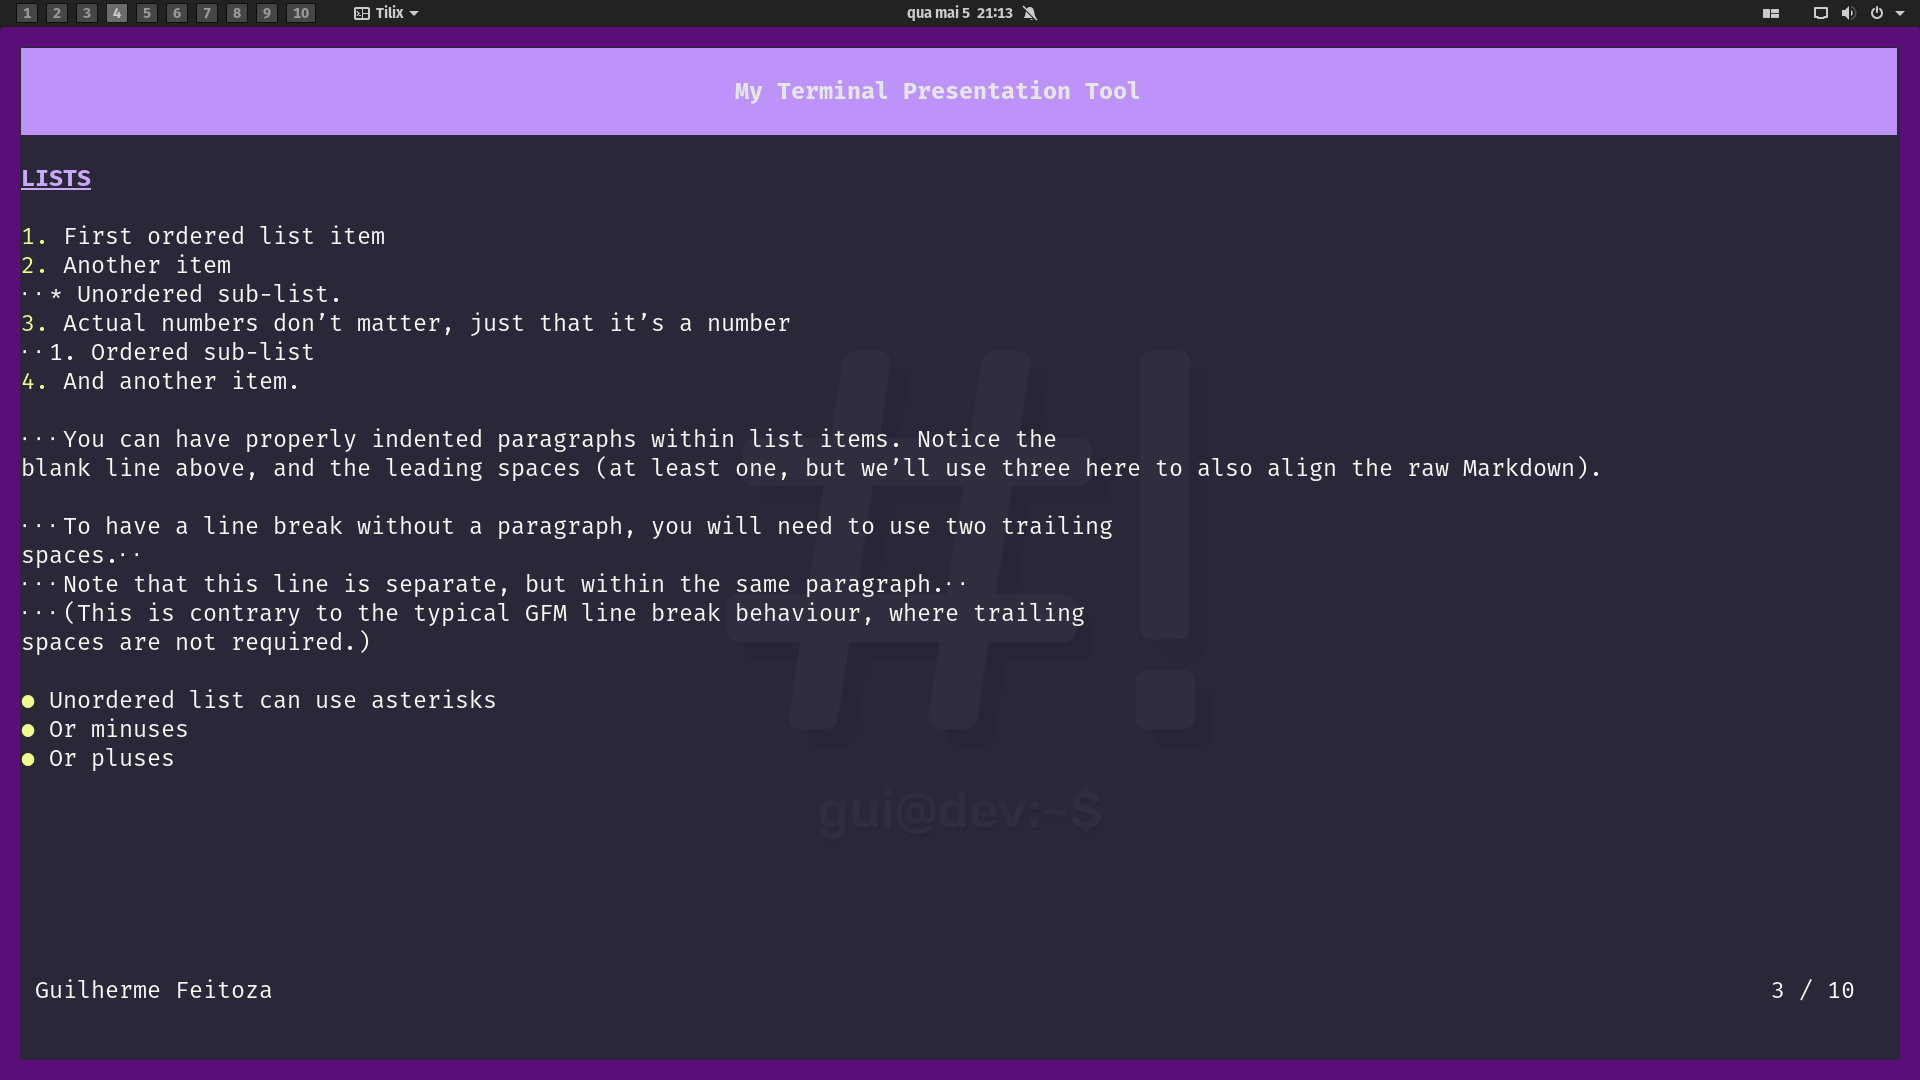 1 2 3 4 5 6 7 8 9 10 Tilix qua mai 5 21:13
My Terminal Presentation Tool
LISTS
1. First ordered list item
2. Another item
··* Unordered sub-list.
3. Actual numbers don’t matter, just that it’s a number
··1. Ordered sub-list
4. And another item.
···You can have properly indented paragraphs within list items. Notice the
blank line above, and the leading spaces (at least one, but we’ll use three here to also align the raw Markdown).
···To have a line break without a paragraph, you will need to use two trailing
spaces.··
···Note that this line is separate, but within the same paragraph.··
···(This is contrary to the typical GFM line break behaviour, where trailing
spaces are not required.)
● Unordered list can use asterisks
● Or minuses
● Or pluses
#!
gui@dev:~$
Guilherme Feitoza 3 / 10